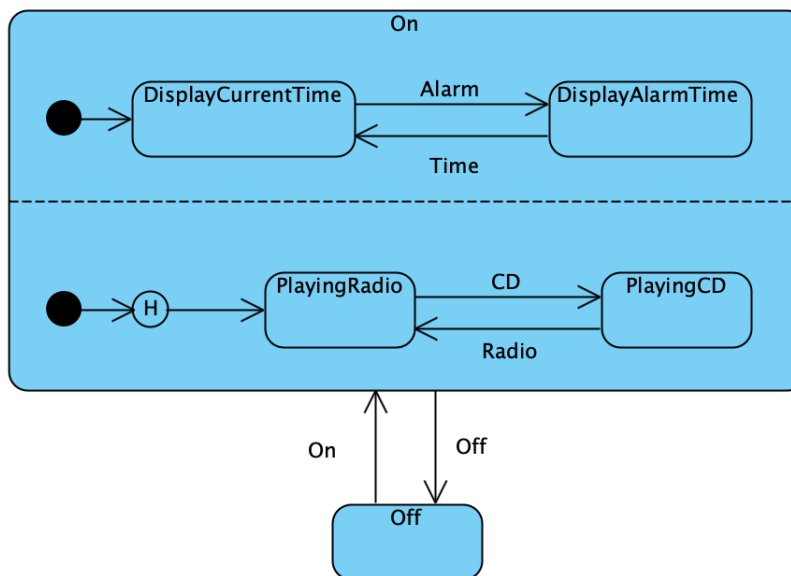 On
DisplayCurrentTime
Alarm
DisplayAlarmTime
Time
H
PlayingRadio
CD
PlayingCD
Radio
On
Off
Off